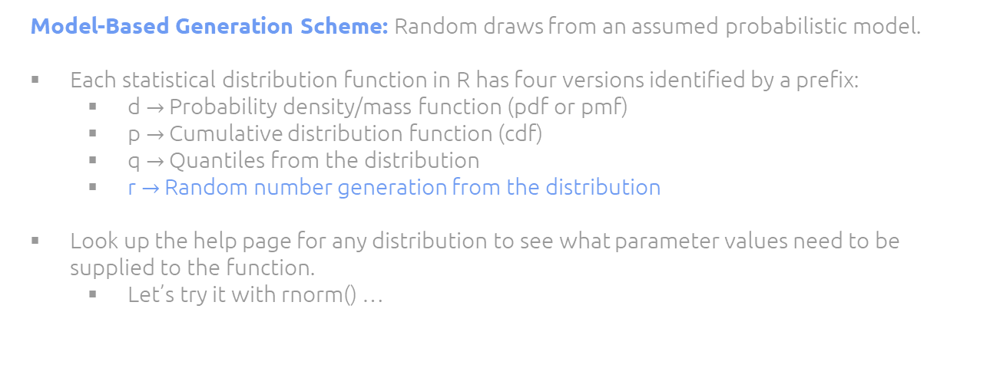 Model-Based Generation Scheme: Random draws from an assumed probabilistic model.
▪ Each statistical distribution function in R has four versions identified by a prefix:
▪ d → Probability density/mass function (pdf or pmf)
▪ p → Cumulative distribution function (cdf)
▪ q → Quantiles from the distribution
▪ r → Random number generation from the distribution
▪ Look up the help page for any distribution to see what parameter values need to be
supplied to the function.
▪ Let's try it with rnorm() …